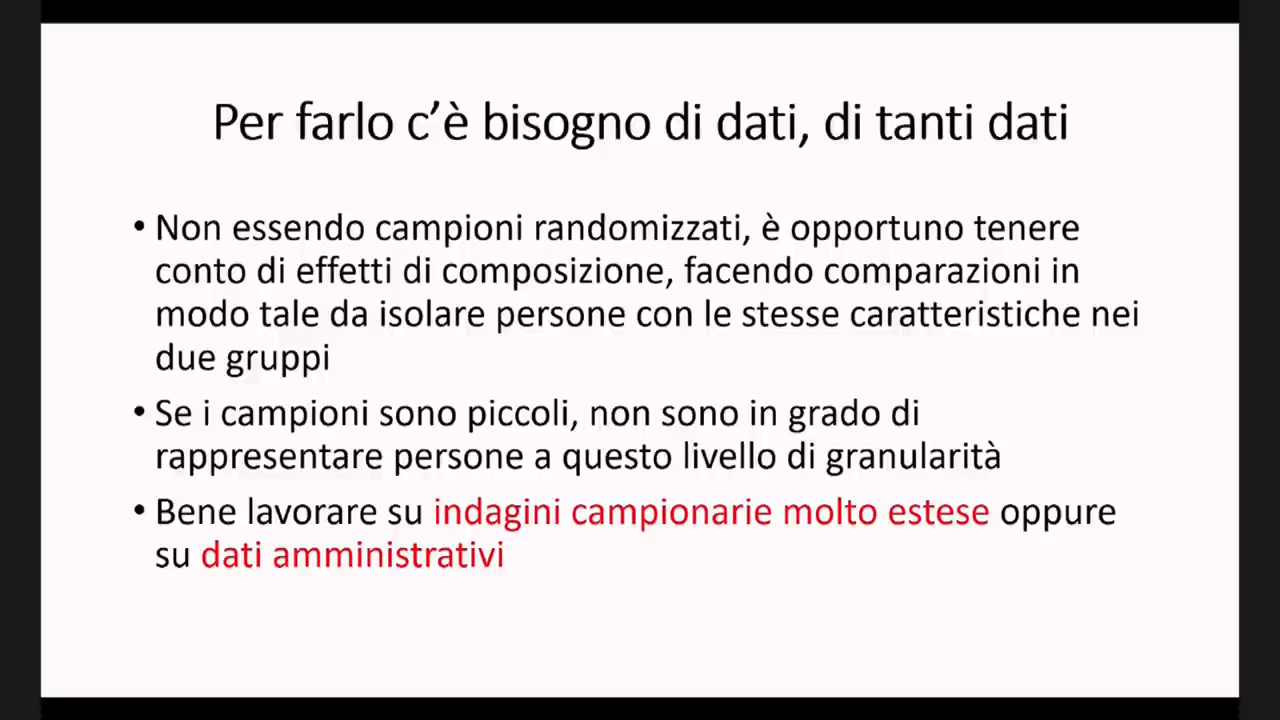 Per farlo c’è bisogno di dati, di tanti dati
• Non essendo campioni randomizzati, è opportuno tenere
conto di effetti di composizione, facendo comparazioni in
modo tale da isolare persone con le stesse caratteristiche nei
due gruppi
• Se i campioni sono piccoli, non sono in grado di
rappresentare persone a questo livello di granularità
• Bene lavorare su indagini campionarie molto estese oppure
su dati amministrativi